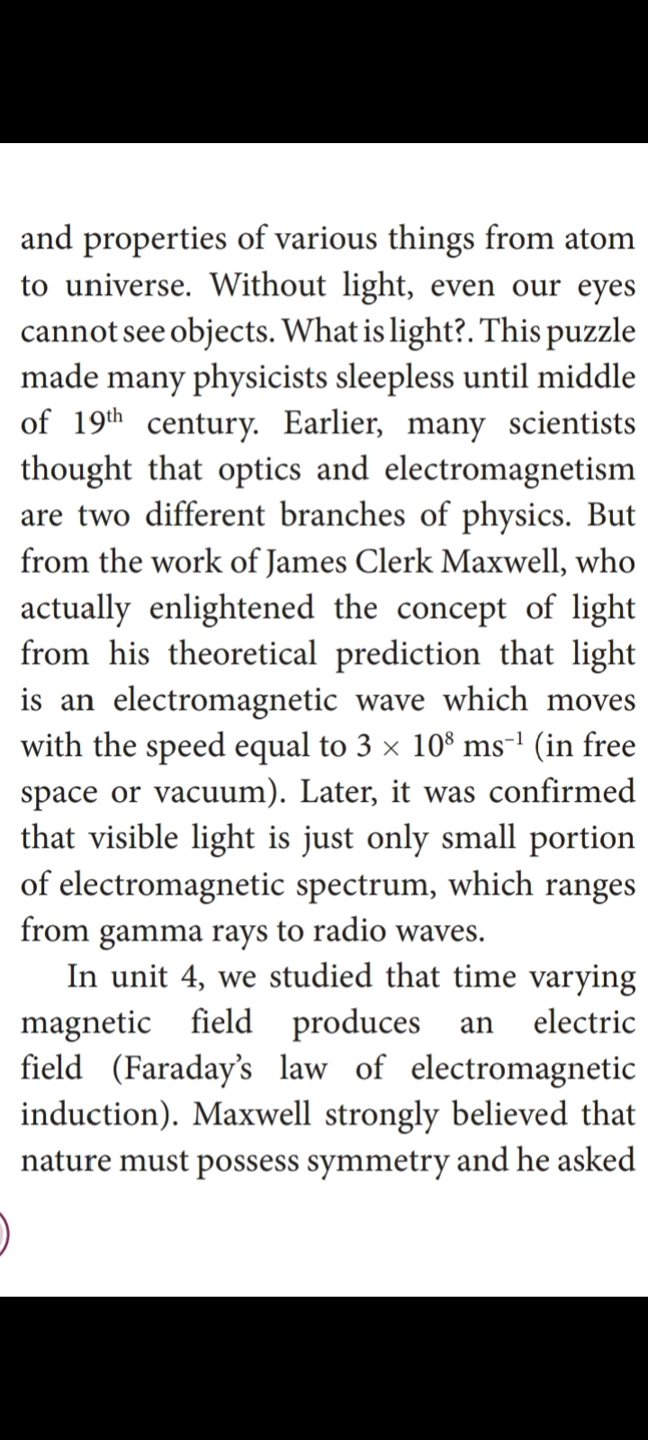 and properties of various things from atom
to universe. Without light, even our eyes
cannot see objects. What is light?. This puzzle
made many physicists sleepless until middle
of 19th century. Earlier, many scientists
thought that optics and electromagnetism
are two different branches of physics. But
from the work of James Clerk Maxwell, who
actually enlightened the concept of light
from his theoretical prediction that light
is an electromagnetic wave which moves
with the speed equal to 3 × 10⁸ ms⁻¹ (in free
space or vacuum). Later, it was confirmed
that visible light is just only small portion
of electromagnetic spectrum, which ranges
from gamma rays to radio waves.
In unit 4, we studied that time varying
magnetic field produces an electric
field (Faraday’s law of electromagnetic
induction). Maxwell strongly believed that
nature must possess symmetry and he asked